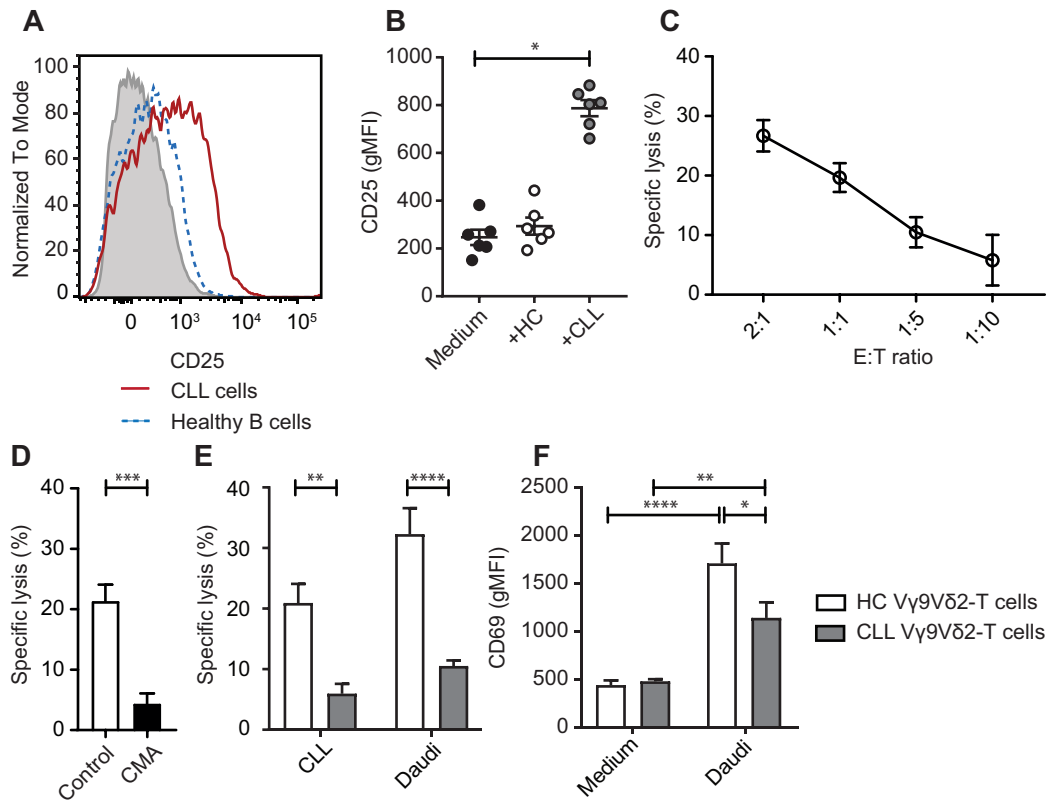 A
Normalized To Mode
100
80
60
40
20
0
0
10³
10⁴
10⁵
CD25
CLL cells
Healthy B cells
B
CD25 (gMFI)
1000
800
600
400
200
0
*
Medium
+HC
+CLL
C
Specifc lysis (%)
40
30
20
10
0
2:1
1:1
1:5
1:10
E:T ratio
D
Specific lysis (%)
40
30
20
10
0
***
Control
CMA
E
Specific lysis (%)
40
30
20
10
0
**
****
CLL
Daudi
F
CD69 (gMFI)
2500
2000
1500
1000
500
0
**
****
*
Medium
Daudi
HC Vγ9Vδ2-T cells
CLL Vγ9Vδ2-T cells